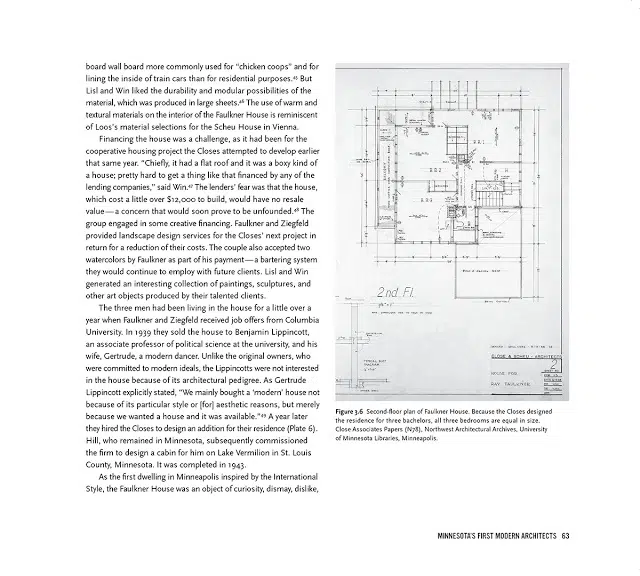 board wall board more commonly used for “chicken coops” and for
lining the inside of train cars than for residential purposes.⁴⁵ But
Lisl and Win liked the durability and modular possibilities of the
material, which was produced in large sheets.⁴⁶ The use of warm and
textural materials on the interior of the Faulkner House is reminiscent
of Loos’s material selections for the Scheu House in Vienna.
Financing the house was a challenge, as it had been for the
cooperative housing project the Closes attempted to develop earlier
that same year. “Chiefly, it had a flat roof and it was a boxy kind of
a house; pretty hard to get a thing like that financed by any of the
lending companies,” said Win.⁴⁷ The lenders’ fear was that the house,
which cost a little over $12,000 to build, would have no resale
value—a concern that would soon prove to be unfounded.⁴⁸ The
group engaged in some creative financing. Faulkner and Ziegfeld
provided landscape design services for the Closes’ next project in
return for a reduction of their costs. The couple also accepted two
watercolors by Faulkner as part of his payment—a bartering system
they would continue to employ with future clients. Lisl and Win
generated an interesting collection of paintings, sculptures, and
other art objects produced by their talented clients.
The three men had been living in the house for a little over a
year when Faulkner and Ziegfeld received job offers from Columbia
University. In 1939 they sold the house to Benjamin Lippincott,
an associate professor of political science at the university, and his
wife, Gertrude, a modern dancer. Unlike the original owners, who
were committed to modern ideals, the Lippincotts were not interested
in the house because of its architectural pedigree. As Gertrude
Lippincott explicitly stated, “We mainly bought a ‘modern’ house not
because of its particular style or [for] aesthetic reasons, but merely
because we wanted a house and it was available.”⁴⁹ A year later
they hired the Closes to design an addition for their residence (Plate 6).
Hill, who remained in Minnesota, subsequently commissioned
the firm to design a cabin for him on Lake Vermilion in St. Louis
County, Minnesota. It was completed in 1943.
As the first dwelling in Minneapolis inspired by the International
Style, the Faulkner House was an object of curiosity, dismay, dislike,
BR 1
BR 2
BR 3
2nd Fl.
CLOSE & SCHEU - ARCHITECTS
HOUSE FOR
RAY FAULKNER
2
Figure 3.6 Second-floor plan of Faulkner House. Because the Closes designed
the residence for three bachelors, all three bedrooms are equal in size.
Close Associates Papers (N78), Northwest Architectural Archives, University
of Minnesota Libraries, Minneapolis.
MINNESOTA’S FIRST MODERN ARCHITECTS 63